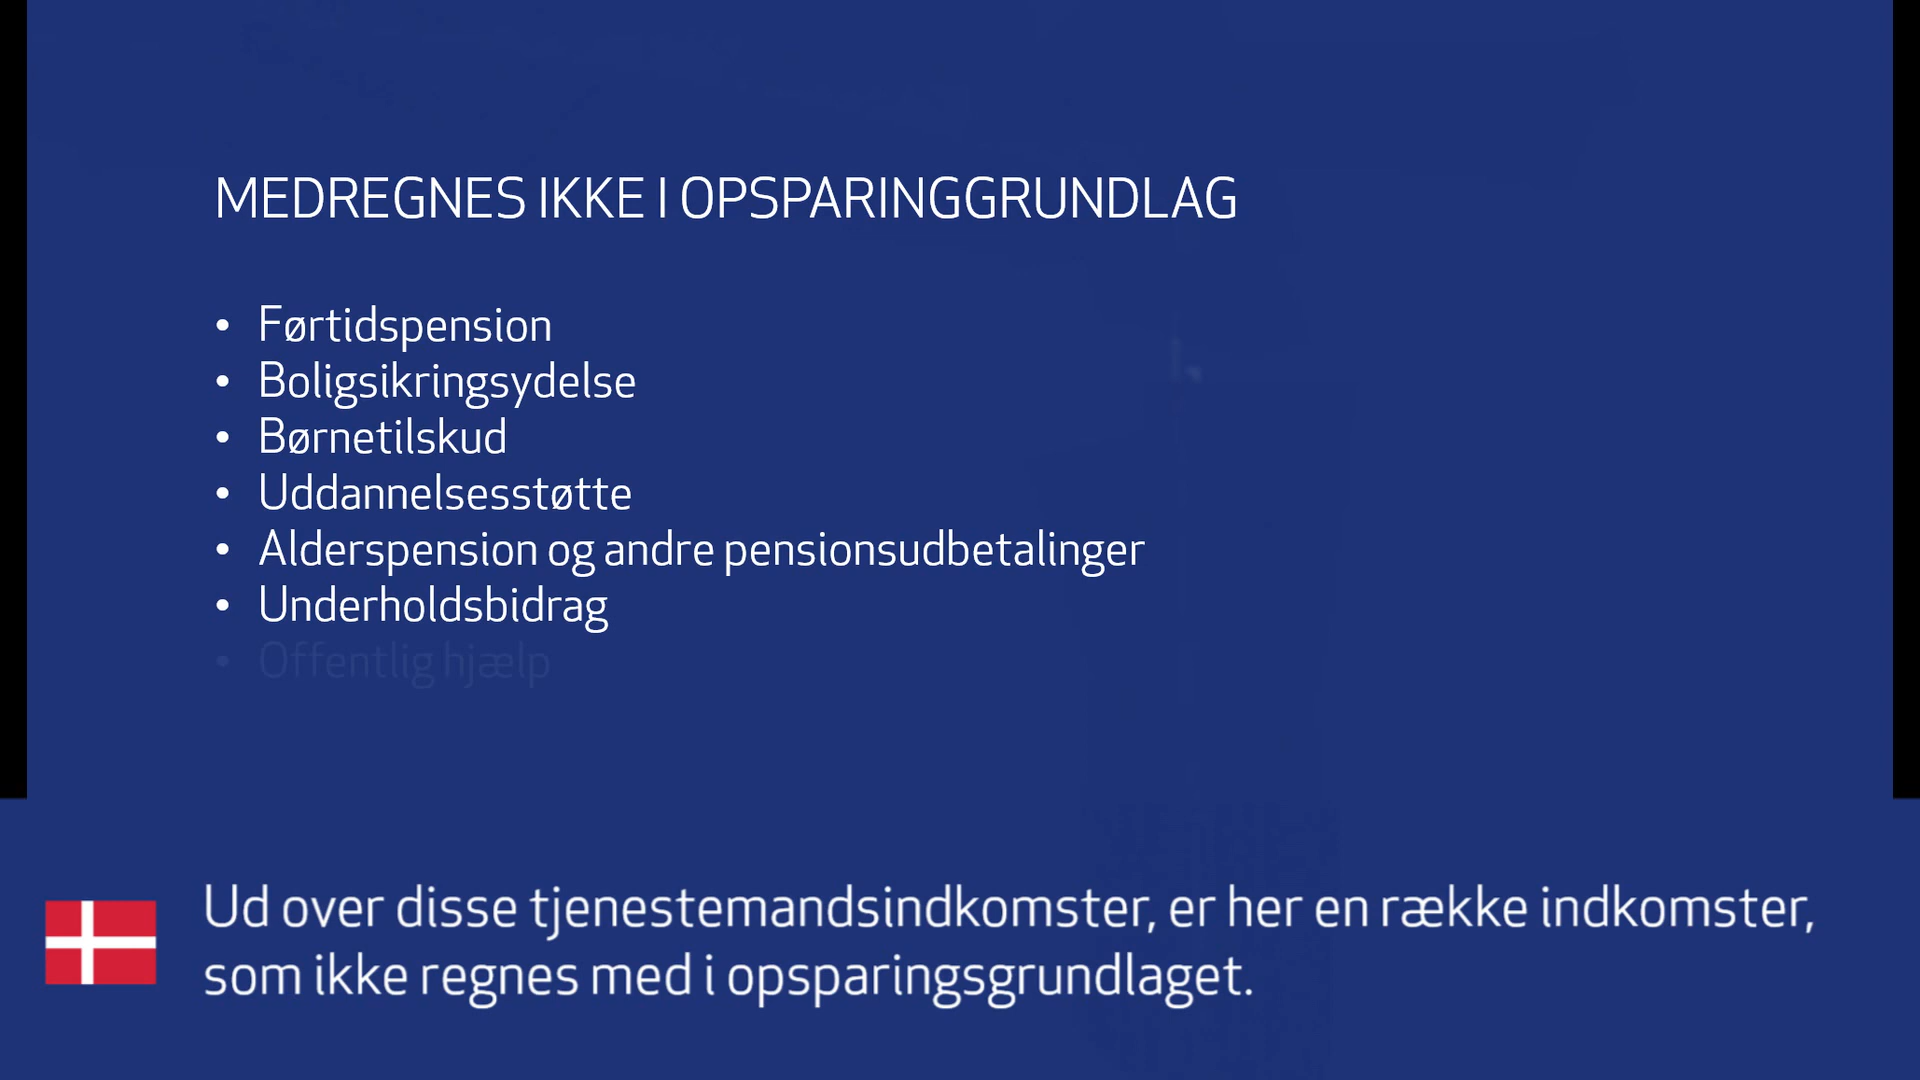 MEDREGNES IKKE I OPSPARINGGRUNDLAG
• Førtidspension
• Boligsikringsydelse
• Børnetilskud
• Uddannelsesstøtte
• Alderspension og andre pensionsudbetalinger
• Underholdsbidrag
• Offentlig hjælp
Ud over disse tjenestemandsindkomster, er her en række indkomster,
som ikke regnes med i opsparingsgrundlaget.